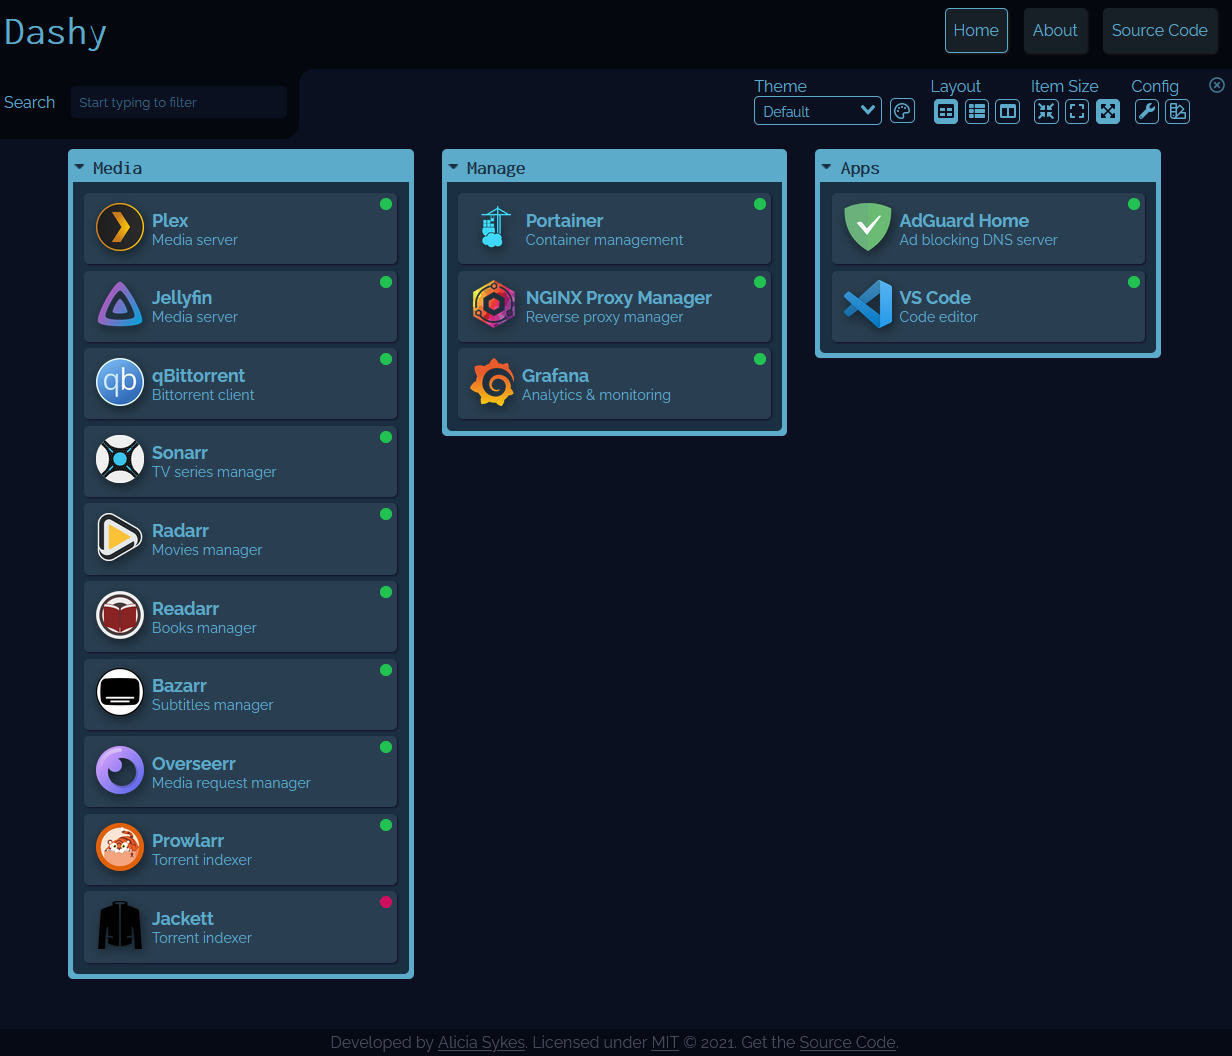 Dashy
Home
About
Source Code
Search
Start typing to filter
Theme
Default
Layout
Item Size
Config
Media
Plex
Media server
Jellyfin
Media server
qb
qBittorrent
Bittorrent client
Sonarr
TV series manager
Radarr
Movies manager
Readarr
Books manager
Bazarr
Subtitles manager
Overseerr
Media request manager
Prowlarr
Torrent indexer
Jackett
Torrent indexer
Manage
Portainer
Container management
NGINX Proxy Manager
Reverse proxy manager
Grafana
Analytics & monitoring
Apps
AdGuard Home
Ad blocking DNS server
VS Code
Code editor
Developed by Alicia Sykes. Licensed under MIT © 2021. Get the Source Code.